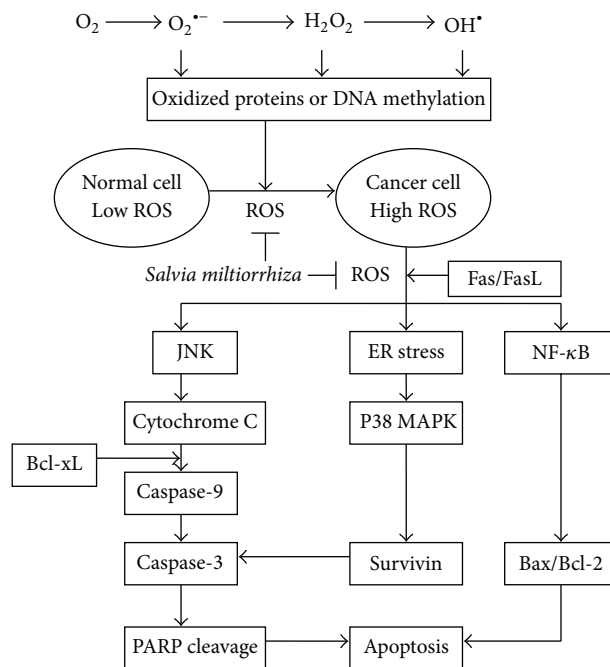 O₂ O₂•− H₂O₂ OH•
Oxidized proteins or DNA methylation
Normal cell
Low ROS
ROS
Cancer cell
High ROS
Salvia miltiorrhiza
ROS
Fas/FasL
JNK
ER stress
NF-κB
Cytochrome C
P38 MAPK
Bcl-xL
Caspase-9
Caspase-3
Survivin
Bax/Bcl-2
PARP cleavage
Apoptosis